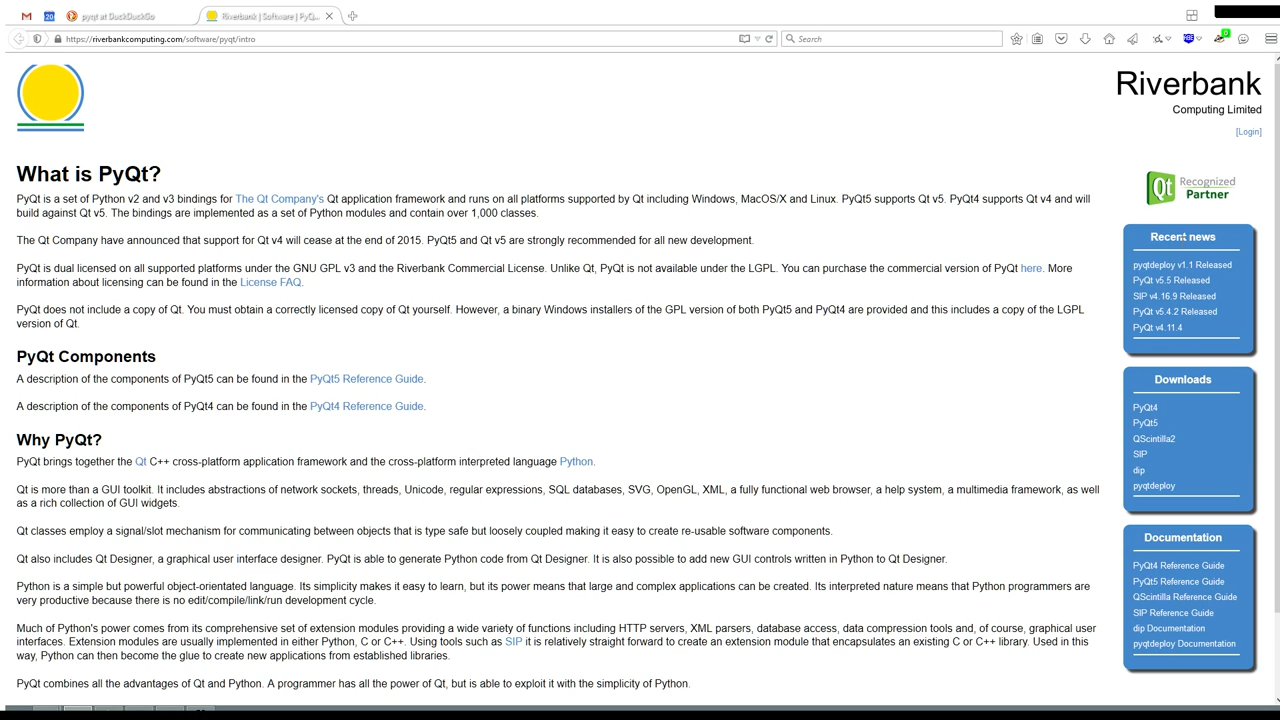 20
pyqt at DuckDuckGo
Riverbank | Software | PyQ...
https://riverbankcomputing.com/software/pyqt/intro
Search
0
Riverbank
Computing Limited
[Login]
What is PyQt?
PyQt is a set of Python v2 and v3 bindings for The Qt Company's Qt application framework and runs on all platforms supported by Qt including Windows, MacOS/X and Linux. PyQt5 supports Qt v5. PyQt4 supports Qt v4 and will
build against Qt v5. The bindings are implemented as a set of Python modules and contain over 1,000 classes.
The Qt Company have announced that support for Qt v4 will cease at the end of 2015. PyQt5 and Qt v5 are strongly recommended for all new development.
PyQt is dual licensed on all supported platforms under the GNU GPL v3 and the Riverbank Commercial License. Unlike Qt, PyQt is not available under the LGPL. You can purchase the commercial version of PyQt here. More
information about licensing can be found in the License FAQ.
PyQt does not include a copy of Qt. You must obtain a correctly licensed copy of Qt yourself. However, a binary Windows installers of the GPL version of both PyQt5 and PyQt4 are provided and this includes a copy of the LGPL
version of Qt.
PyQt Components
A description of the components of PyQt5 can be found in the PyQt5 Reference Guide.
A description of the components of PyQt4 can be found in the PyQt4 Reference Guide.
Why PyQt?
PyQt brings together the Qt C++ cross-platform application framework and the cross-platform interpreted language Python.
Qt is more than a GUI toolkit. It includes abstractions of network sockets, threads, Unicode, regular expressions, SQL databases, SVG, OpenGL, XML, a fully functional web browser, a help system, a multimedia framework, as well
as a rich collection of GUI widgets.
Qt classes employ a signal/slot mechanism for communicating between objects that is type safe but loosely coupled making it easy to create re-usable software components.
Qt also includes Qt Designer, a graphical user interface designer. PyQt is able to generate Python code from Qt Designer. It is also possible to add new GUI controls written in Python to Qt Designer.
Python is a simple but powerful object-orientated language. Its simplicity makes it easy to learn, but its power means that large and complex applications can be created. Its interpreted nature means that Python programmers are
very productive because there is no edit/compile/link/run development cycle.
Much of Python's power comes from its comprehensive set of extension modules providing a wide variety of functions including HTTP servers, XML parsers, database access, data compression tools and, of course, graphical user
interfaces. Extension modules are usually implemented in either Python, C or C++. Using tools such as SIP it is relatively straight forward to create an extension module that encapsulates an existing C or C++ library. Used in this
way, Python can then become the glue to create new applications from established libraries.
PyQt combines all the advantages of Qt and Python. A programmer has all the power of Qt, but is able to exploit it with the simplicity of Python.
Qt Recognized
Partner
Recent news
pyqtdeploy v1.1 Released
PyQt v5.5 Released
SIP v4.16.9 Released
PyQt v5.4.2 Released
PyQt v4.11.4
Downloads
PyQt4
PyQt5
QScintilla2
SIP
dip
pyqtdeploy
Documentation
PyQt4 Reference Guide
PyQt5 Reference Guide
QScintilla Reference Guide
SIP Reference Guide
dip Documentation
pyqtdeploy Documentation